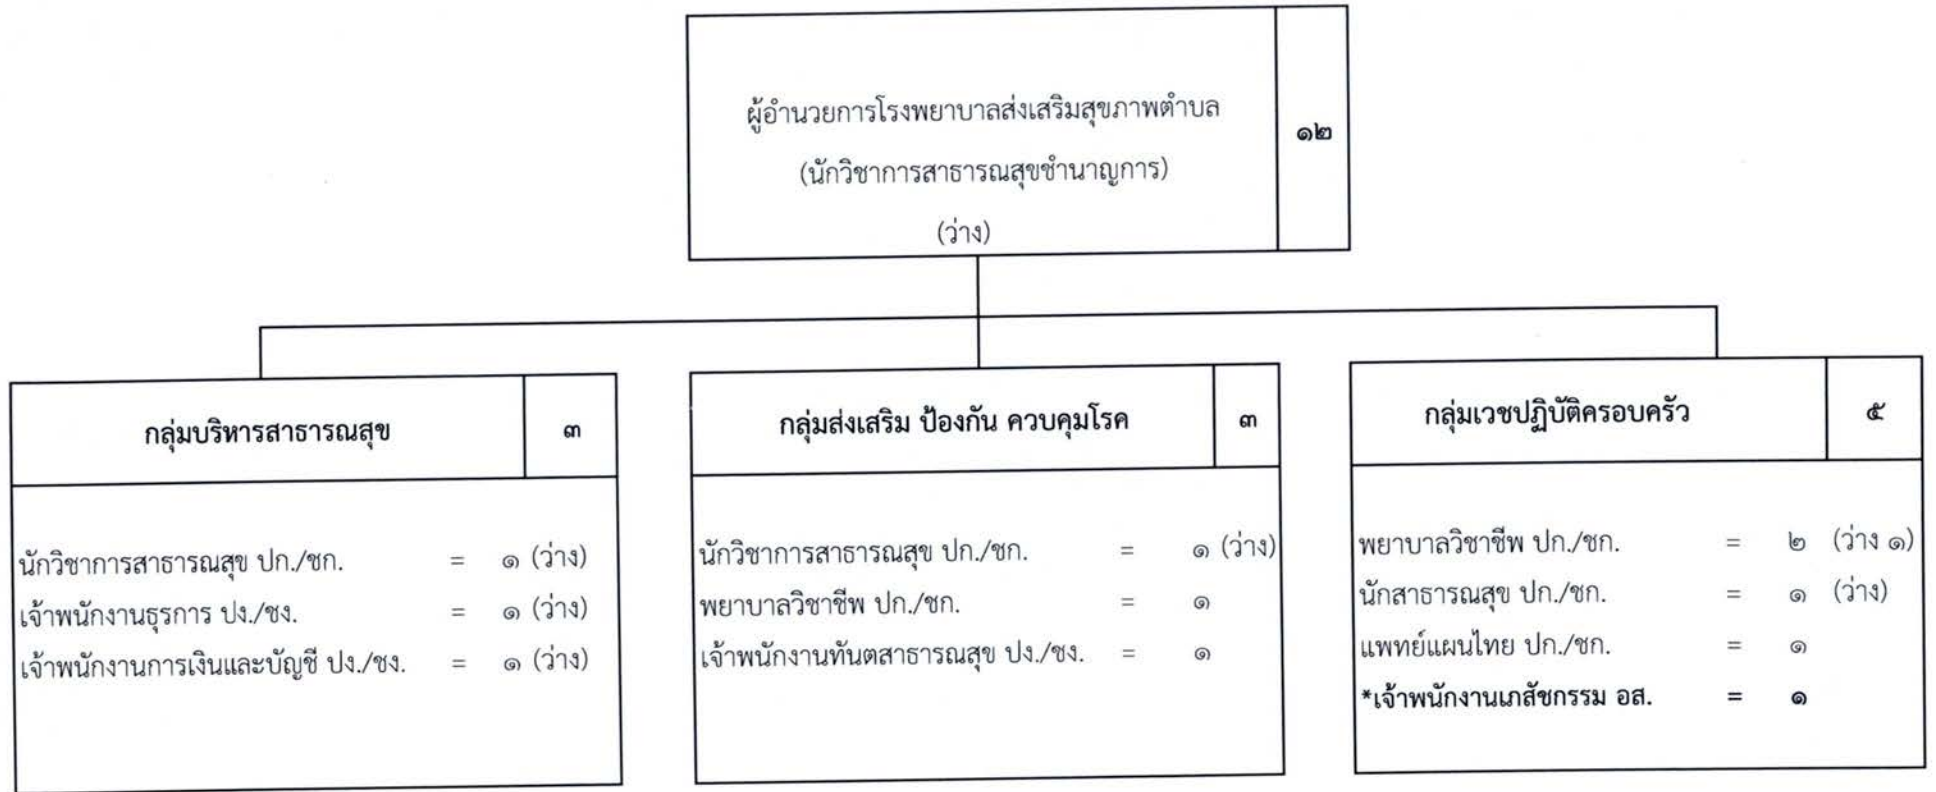 ผู้อำนวยการโรงพยาบาลส่งเสริมสุขภาพตำบล
(นักวิชาการสาธารณสุขชำนาญการ)
(ว่าง)
๑๒
กลุ่มบริหารสาธารณสุข ๓
นักวิชาการสาธารณสุข ปก./ชก. = ๑ (ว่าง)
เจ้าพนักงานธุรการ ปง./ชง. = ๑ (ว่าง)
เจ้าพนักงานการเงินและบัญชี ปง./ชง. = ๑ (ว่าง)
กลุ่มส่งเสริม ป้องกัน ควบคุมโรค ๓
นักวิชาการสาธารณสุข ปก./ชก. = ๑ (ว่าง)
พยาบาลวิชาชีพ ปก./ชก. = ๑
เจ้าพนักงานทันตสาธารณสุข ปง./ชง. = ๑
กลุ่มเวชปฏิบัติครอบครัว ๕
พยาบาลวิชาชีพ ปก./ชก. = ๒ (ว่าง ๑)
นักสาธารณสุข ปก./ชก. = ๑ (ว่าง)
แพทย์แผนไทย ปก./ชก. = ๑
*เจ้าพนักงานเภสัชกรรม อส. = ๑